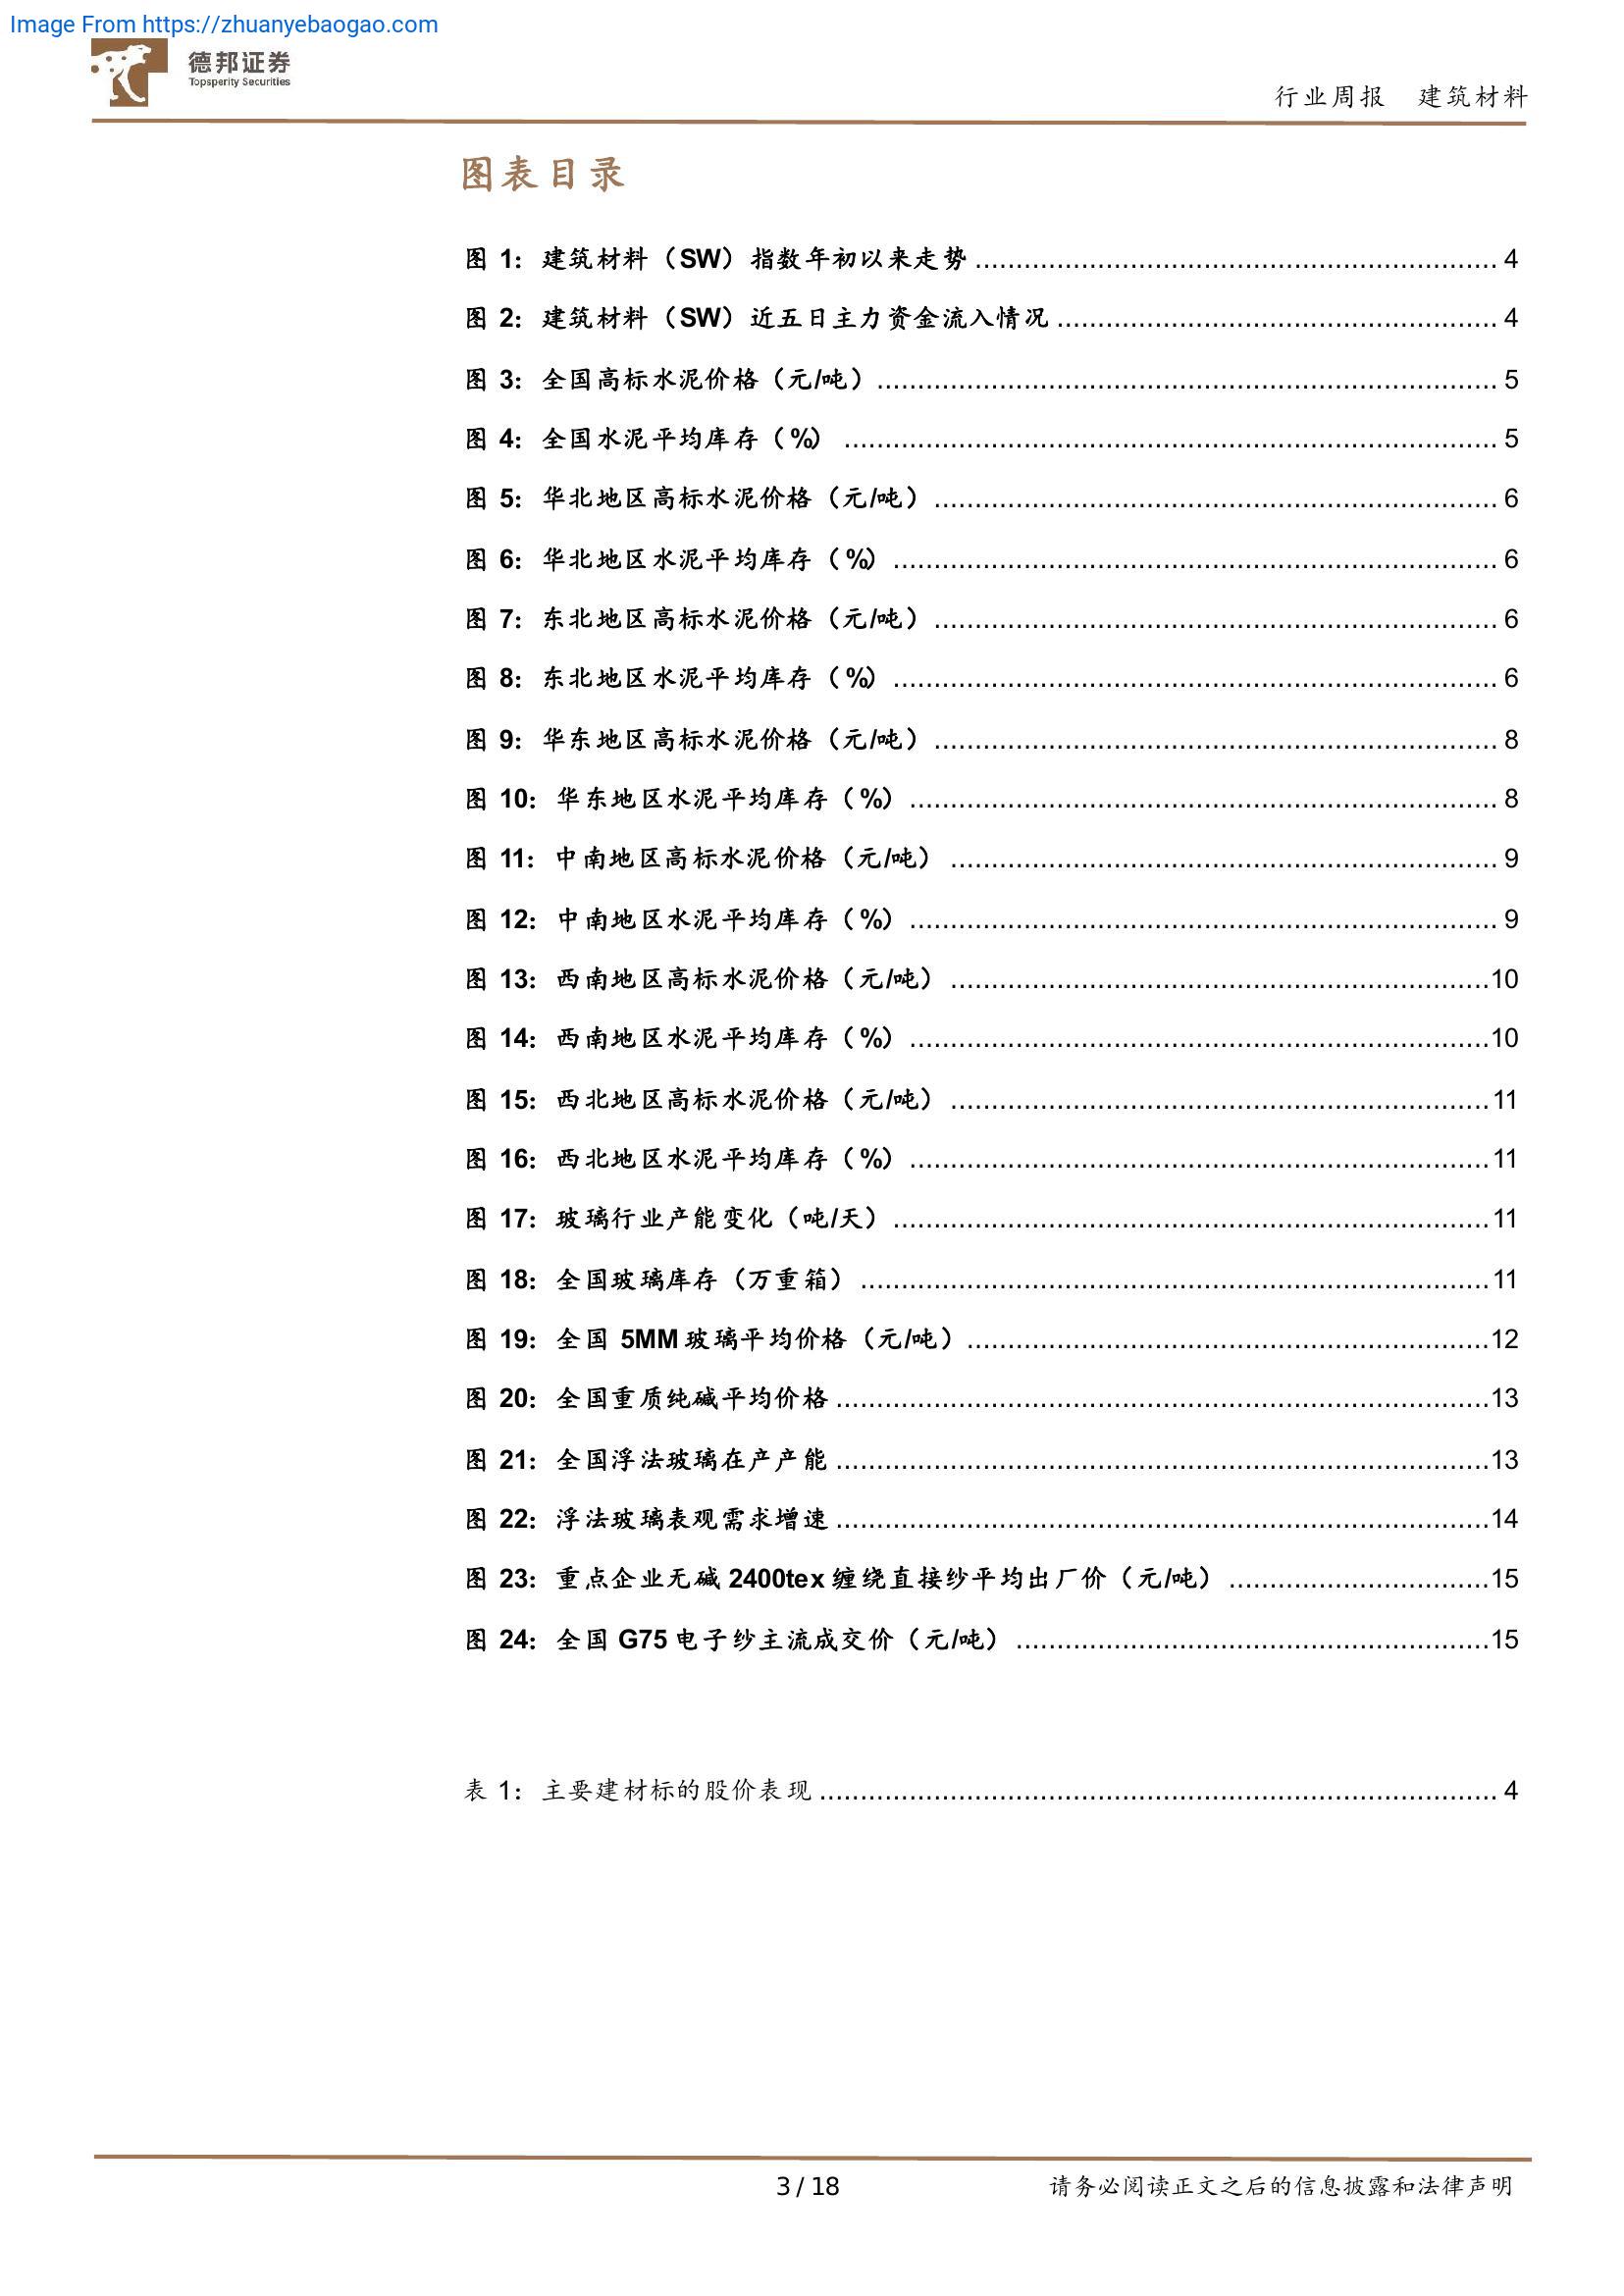 Image From https://zhuanyebaogao.com
德邦证券
Topsperity Securities
行业周报 建筑材料
图表目录
图 1：建筑材料（SW）指数年初以来走势................................................................ 4
图 2：建筑材料（SW）近五日主力资金流入情况...................................................... 4
图 3：全国高标水泥价格（元/吨）............................................................................ 5
图 4：全国水泥平均库存（%）................................................................................ 5
图 5：华北地区高标水泥价格（元/吨）..................................................................... 6
图 6：华北地区水泥平均库存（%）.......................................................................... 6
图 7：东北地区高标水泥价格（元/吨）..................................................................... 6
图 8：东北地区水泥平均库存（%）.......................................................................... 6
图 9：华东地区高标水泥价格（元/吨）..................................................................... 8
图 10：华东地区水泥平均库存（%）........................................................................ 8
图 11：中南地区高标水泥价格（元/吨）................................................................... 9
图 12：中南地区水泥平均库存（%）........................................................................ 9
图 13：西南地区高标水泥价格（元/吨）..................................................................10
图 14：西南地区水泥平均库存（%）.......................................................................10
图 15：西北地区高标水泥价格（元/吨）..................................................................11
图 16：西北地区水泥平均库存（%）.......................................................................11
图 17：玻璃行业产能变化（吨/天）.........................................................................11
图 18：全国玻璃库存（万重箱）.............................................................................11
图 19：全国 5MM 玻璃平均价格（元/吨）................................................................12
图 20：全国重质纯碱平均价格................................................................................13
图 21：全国浮法玻璃在产产能................................................................................13
图 22：浮法玻璃表观需求增速................................................................................14
图 23：重点企业无碱 2400tex 缠绕直接纱平均出厂价（元/吨）................................15
图 24：全国 G75 电子纱主流成交价（元/吨）..........................................................15
表 1：主要建材标的股价表现................................................................................... 4
3 / 18
请务必阅读正文之后的信息披露和法律声明